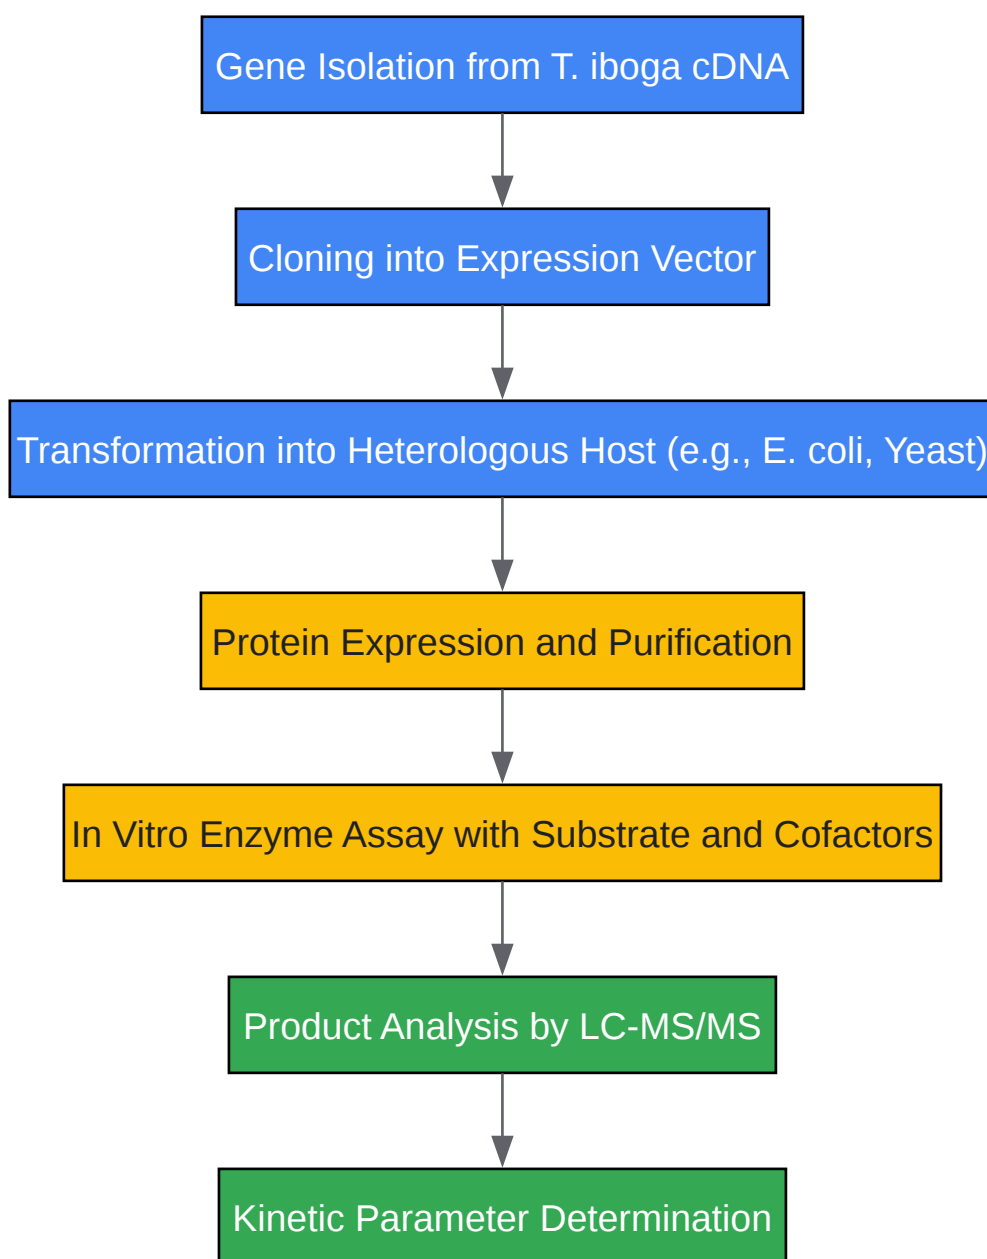 Gene Isolation from T. iboga cDNA
Cloning into Expression Vector
Transformation into Heterologous Host (e.g., E. coli, Yeast)
Protein Expression and Purification
In Vitro Enzyme Assay with Substrate and Cofactors
Product Analysis by LC-MS/MS
Kinetic Parameter Determination